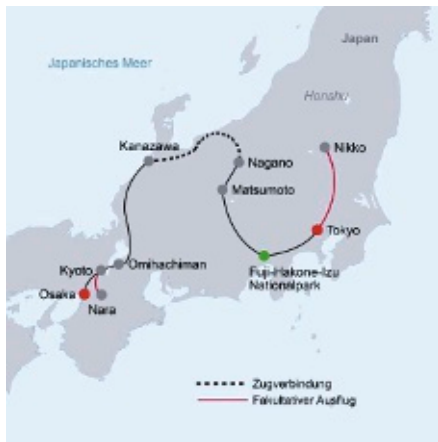 Japan
Japanisches Meer
Honshu
Kanazawa
Nikko
Nagano
Matsumoto
Tokyo
Omihachiman
Kyoto
Fuji-Hakone-Izu
Nationalpark
Osaka
Nara
Zugverbindung
Fakultativer Ausflug